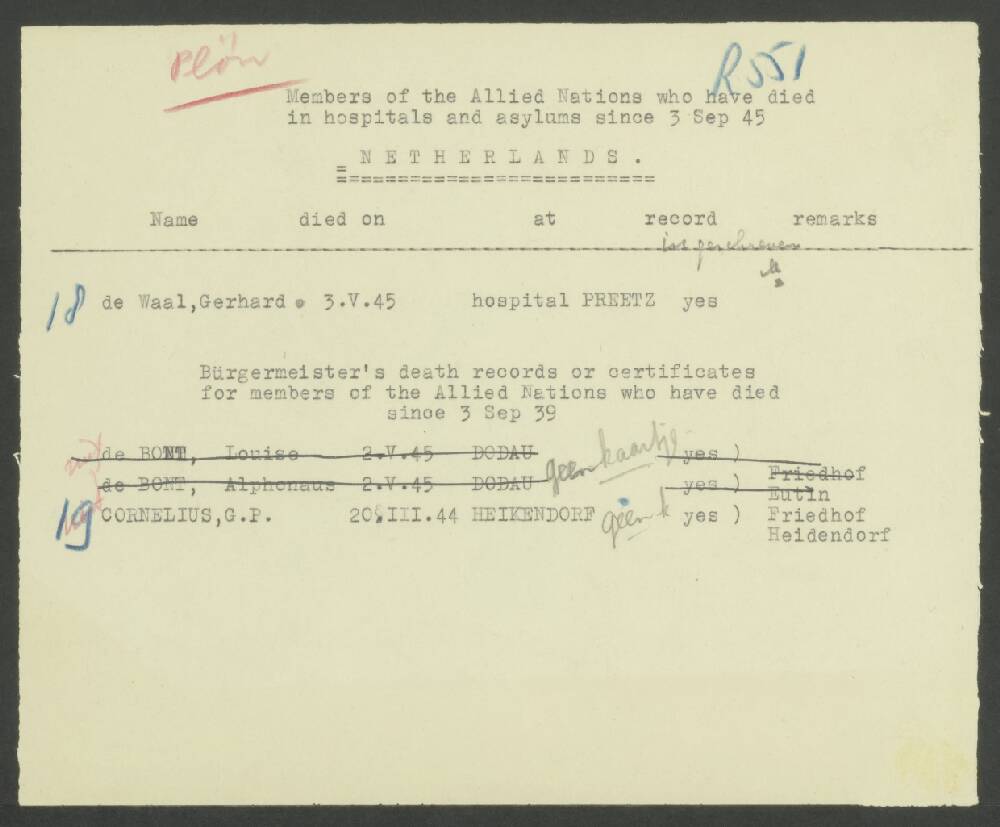 Plön
R551
Members of the Allied Nations who have died
in hospitals and asylums since 3 Sep 45
NETHERLANDS.
=
==========================
Name died on at record remarks
18 de Waal,Gerhard 3.V.45 hospital PREETZ yes
Bürgermeister's death records or certificates
for members of the Allied Nations who have died
since 3 Sep 39
de BONT, Louise 2.V.45 DODAU geen kaartje yes )
de BONT, Alphonaus 2.V.45 DODAU yes ) Friedhof
Eutin
19 CORNELIUS,G.P. 20.III.44 HEIKENDORF geen k yes ) Friedhof
Heidendorf